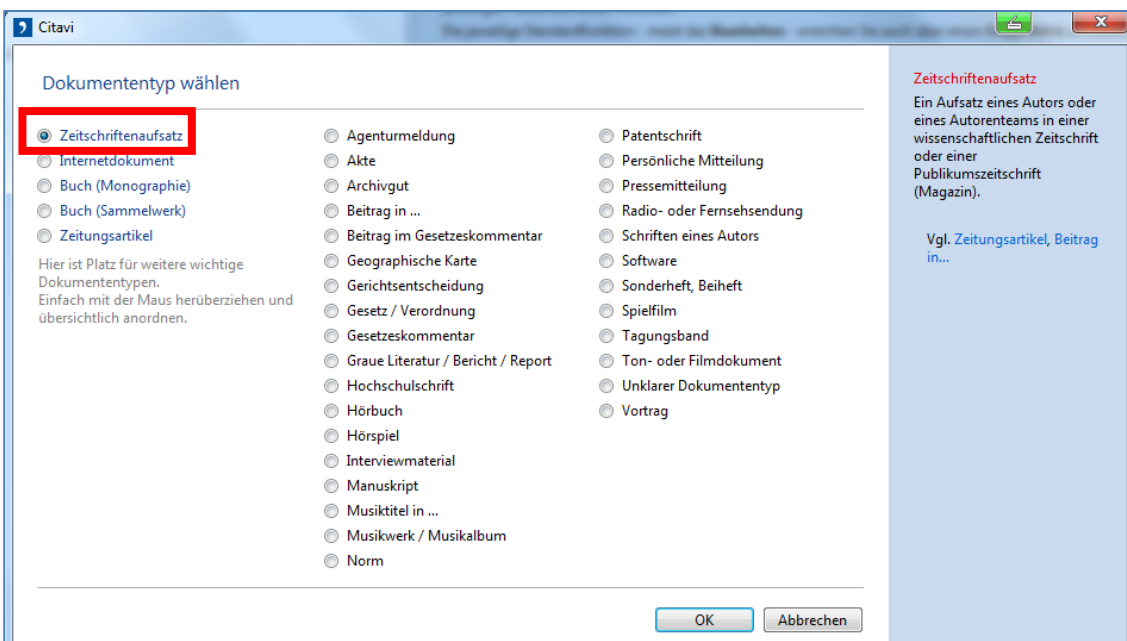 Citavi
Dokumententyp wählen
Zeitschriftenaufsatz
Internetdokument
Buch (Monographie)
Buch (Sammelwerk)
Zeitungsartikel
Hier ist Platz für weitere wichtige
Dokumententypen.
Einfach mit der Maus herüberziehen und
übersichtlich anordnen.
Agenturmeldung
Akte
Archivgut
Beitrag in ...
Beitrag im Gesetzeskommentar
Geographische Karte
Gerichtsentscheidung
Gesetz / Verordnung
Gesetzeskommentar
Graue Literatur / Bericht / Report
Hochschulschrift
Hörbuch
Hörspiel
Interviewmaterial
Manuskript
Musiktitel in ...
Musikwerk / Musikalbum
Norm
Patentschrift
Persönliche Mitteilung
Pressemitteilung
Radio- oder Fernsehsendung
Schriften eines Autors
Software
Sonderheft, Beiheft
Spielfilm
Tagungsband
Ton- oder Filmdokument
Unklarer Dokumententyp
Vortrag
OK
Abbrechen
Zeitschriftenaufsatz
Ein Aufsatz eines Autors oder
eines Autorenteams in einer
wissenschaftlichen Zeitschrift
oder einer
Publikumszeitschrift
(Magazin).
Vgl. Zeitungsartikel, Beitrag
in...